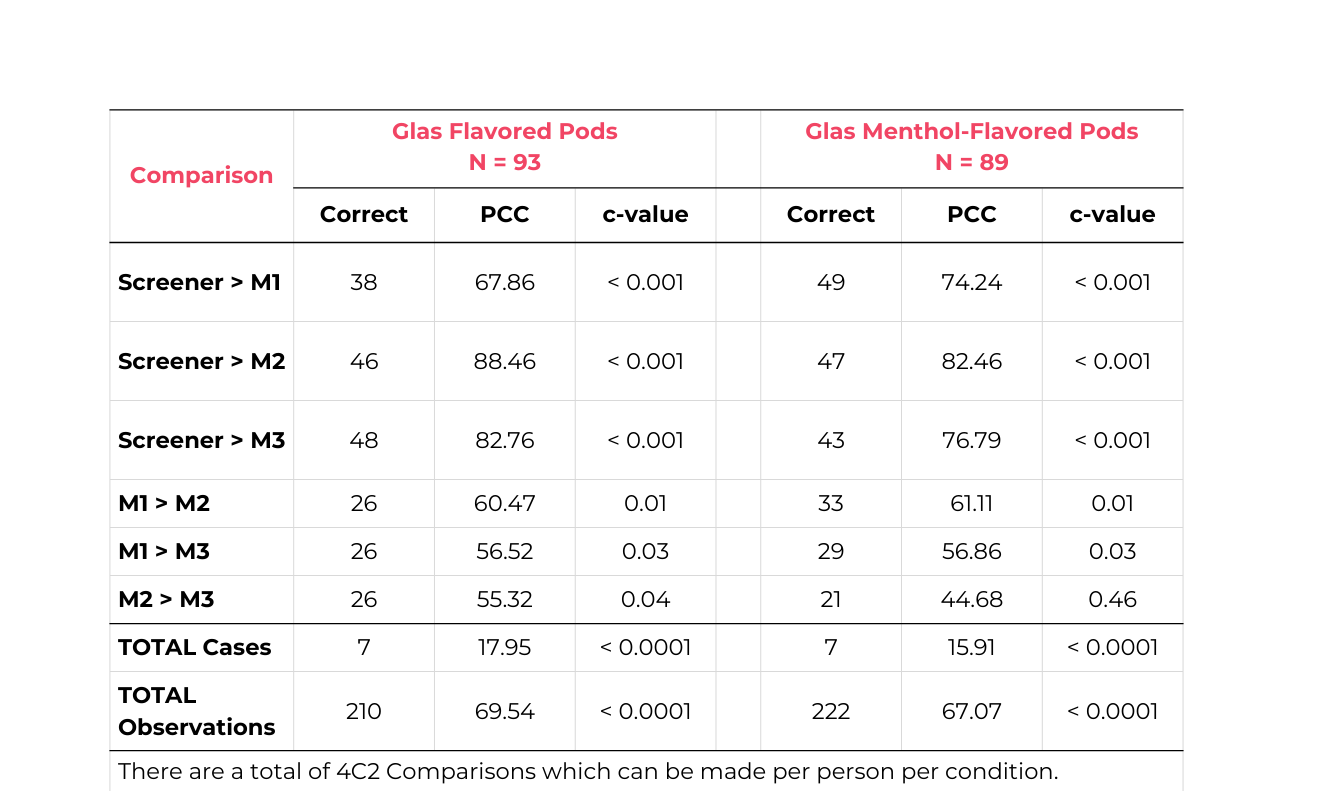 Comparison
Glas Flavored Pods
N = 93
Glas Menthol-Flavored Pods
N = 89
Correct PCC c-value Correct PCC c-value
Screener > M1 38 67.86 < 0.001 49 74.24 < 0.001
Screener > M2 46 88.46 < 0.001 47 82.46 < 0.001
Screener > M3 48 82.76 < 0.001 43 76.79 < 0.001
M1 > M2 26 60.47 0.01 33 61.11 0.01
M1 > M3 26 56.52 0.03 29 56.86 0.03
M2 > M3 26 55.32 0.04 21 44.68 0.46
TOTAL Cases 7 17.95 < 0.0001 7 15.91 < 0.0001
TOTAL
Observations 210 69.54 < 0.0001 222 67.07 < 0.0001
There are a total of 4C2 Comparisons which can be made per person per condition.